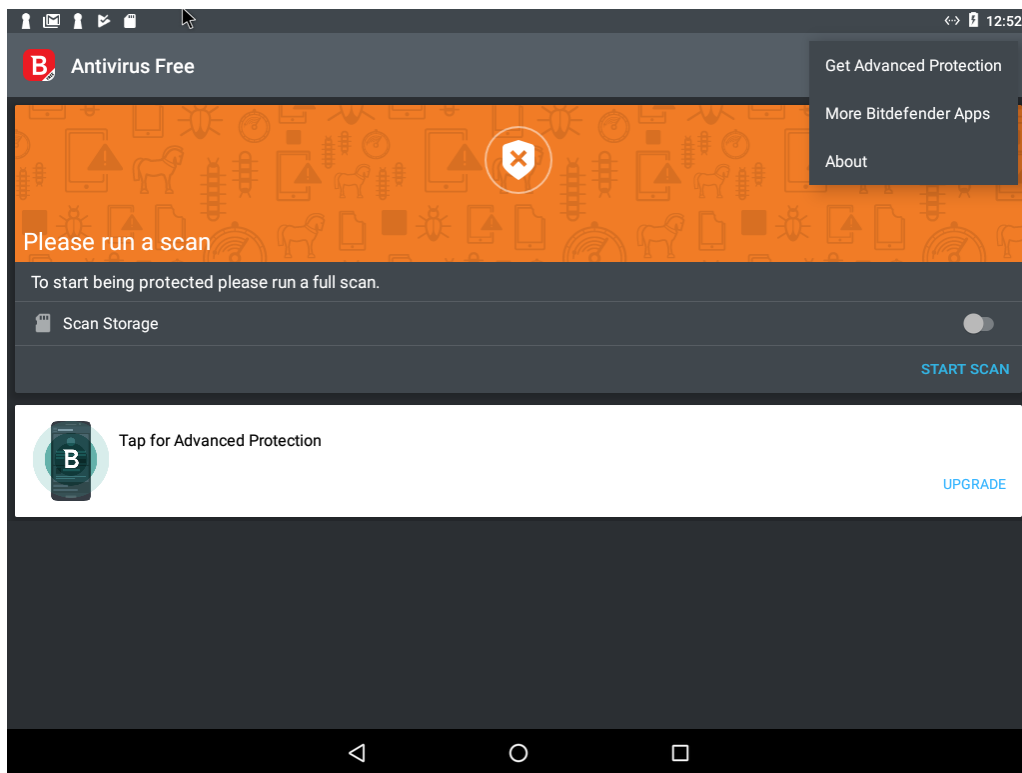 12:52
B Antivirus Free
Get Advanced Protection
More Bitdefender Apps
About
Please run a scan
To start being protected please run a full scan.
Scan Storage
START SCAN
B
Tap for Advanced Protection
UPGRADE